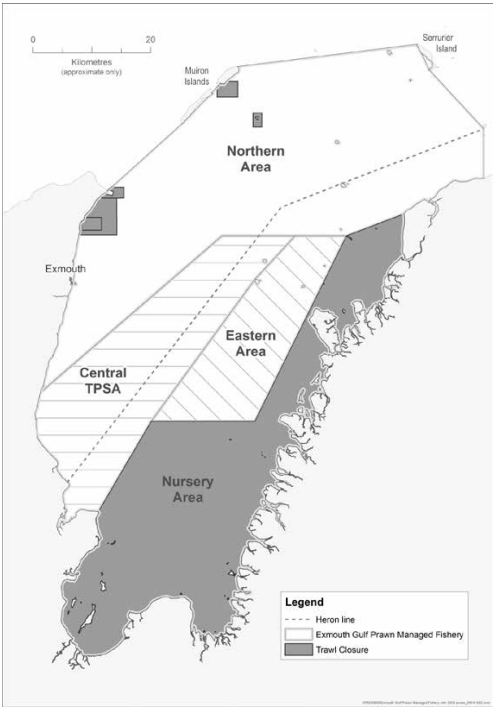 0
20
Kilometres
(approximate only)
Serrurier
Island
Muiron
Islands
Northern
Area
Exmouth
Eastern
Area
Central
TPSA
Nursery
Area
Legend
Heron line
Exmouth Gulf Prawn Managed Fishery
Trawl Closure